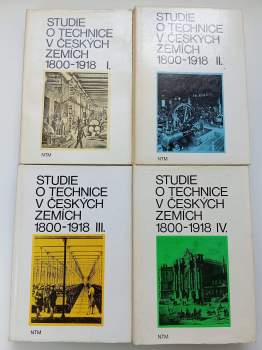 STUDIE
O TECHNICE
V ČESKÝCH
ZEMÍCH
1800-1918 I.
NTM
STUDIE
O TECHNICE
V ČESKÝCH
ZEMÍCH
1800-1918 II.
NTM
STUDIE
O TECHNICE
V ČESKÝCH
ZEMÍCH
1800-1918 III.
NTM
STUDIE
O TECHNICE
V ČESKÝCH
ZEMÍCH
1800-1918 IV.
NTM